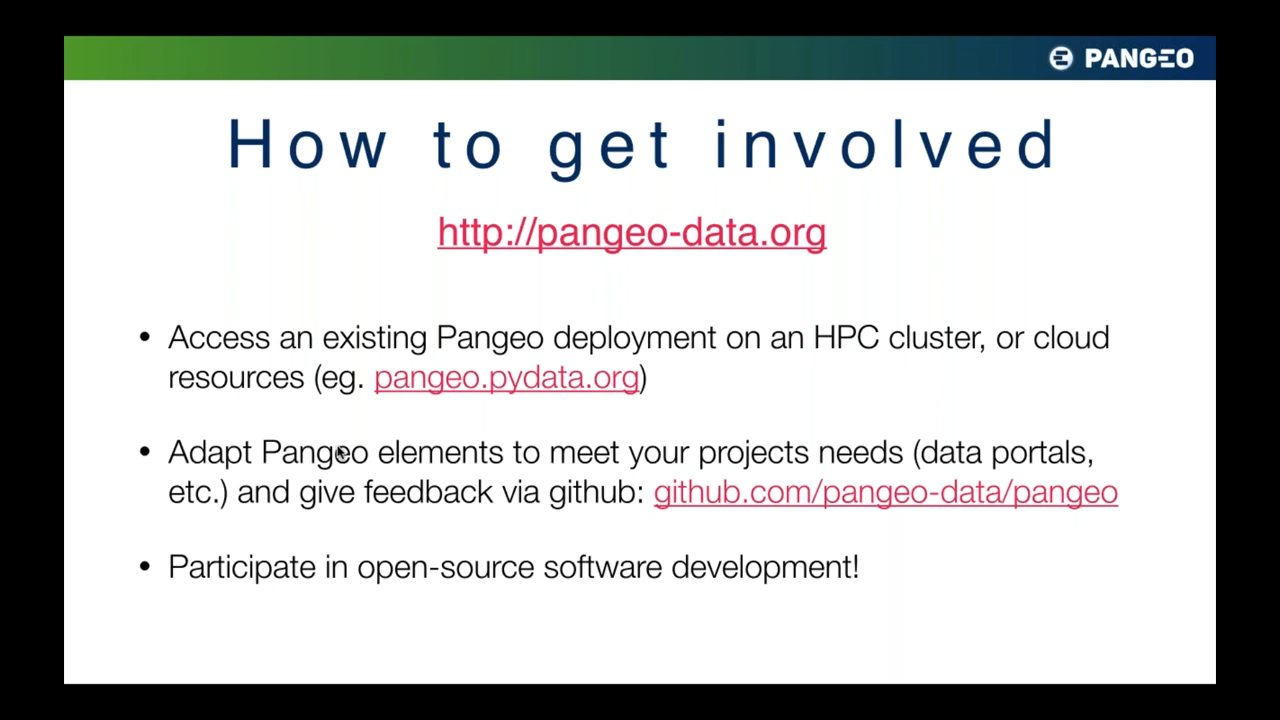 PANGEO
How to get involved
http://pangeo-data.org
• Access an existing Pangeo deployment on an HPC cluster, or cloud
resources (eg. pangeo.pydata.org)
• Adapt Pangeo elements to meet your projects needs (data portals,
etc.) and give feedback via github: github.com/pangeo-data/pangeo
• Participate in open-source software development!